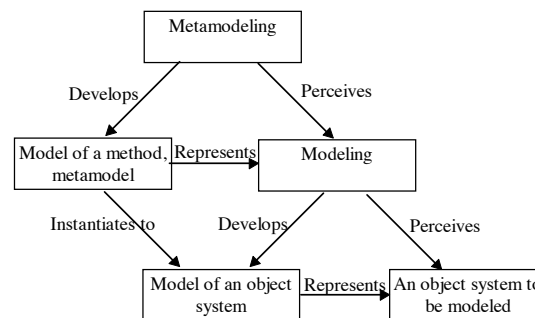 Metamodeling
Develops
Perceives
Model of a method,
metamodel
Represents
Modeling
Instantiates to
Develops
Perceives
Model of an object
system
Represents
An object system to
be modeled